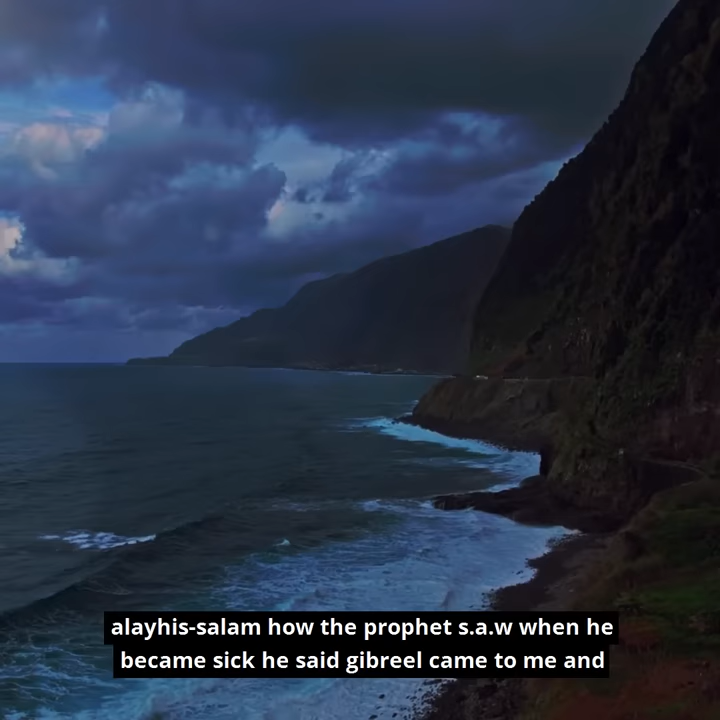 alayhis-salam how the prophet s.a.w when he
became sick he said gibreel came to me and